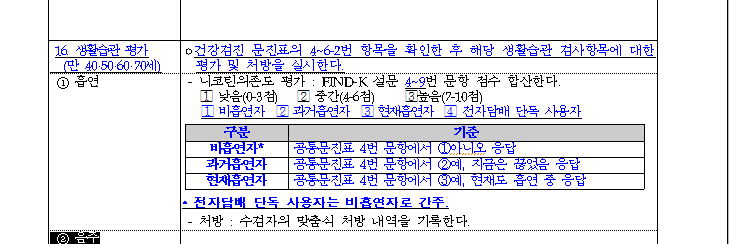 16. 생활습관 평가
(만 40·50·60·70세)
○건강검진 문진표의 4~6-2번 항목을 확인한 후 해당 생활습관 검사항목에 대한
평가 및 처방을 실시한다.
① 흡연
- 니코틴의존도 평가 : FIND-K 설문 4~9번 문항 점수 합산한다.
1 낮음(0-3점) 2 중간(4-6점) 3높음(7-10점)
1 비흡연자 2 과거흡연자 3 현재흡연자 4 전자담배 단독 사용자
구분 기준
비흡연자* 공통문진표 4번 문항에서 ①아니오 응답
과거흡연자 공통문진표 4번 문항에서 ②예, 지금은 끊었음 응답
현재흡연자 공통문진표 4번 문항에서 ③예, 현재도 흡연 중 응답
* 전자담배 단독 사용자는 비흡연자로 간주.
- 처방 : 수검자의 맞춤식 처방 내역을 기록한다.
② 음주